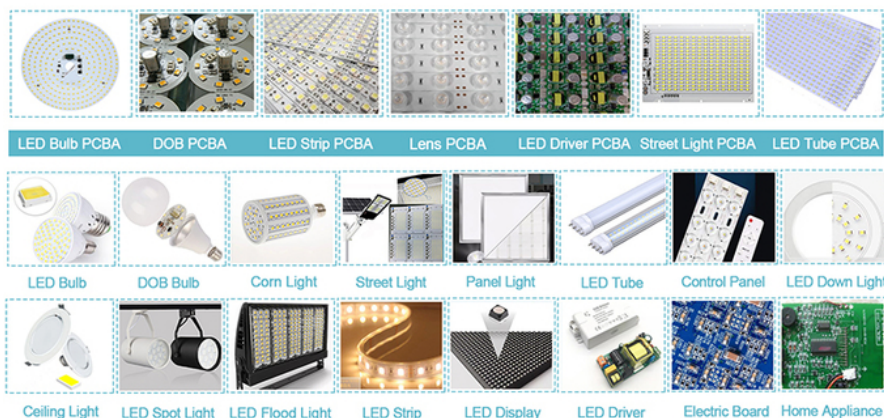 LED Bulb PCBA DOB PCBA LED Strip PCBA Lens PCBA LED Driver PCBA Street Light PCBA LED Tube PCBA
LED Bulb DOB Bulb Corn Light Street Light Panel Light LED Tube Control Panel LED Down Light
Ceiling Light LED Spot Light LED Flood Light LED Strip LED Display LED Driver Electric Board Home Appliance